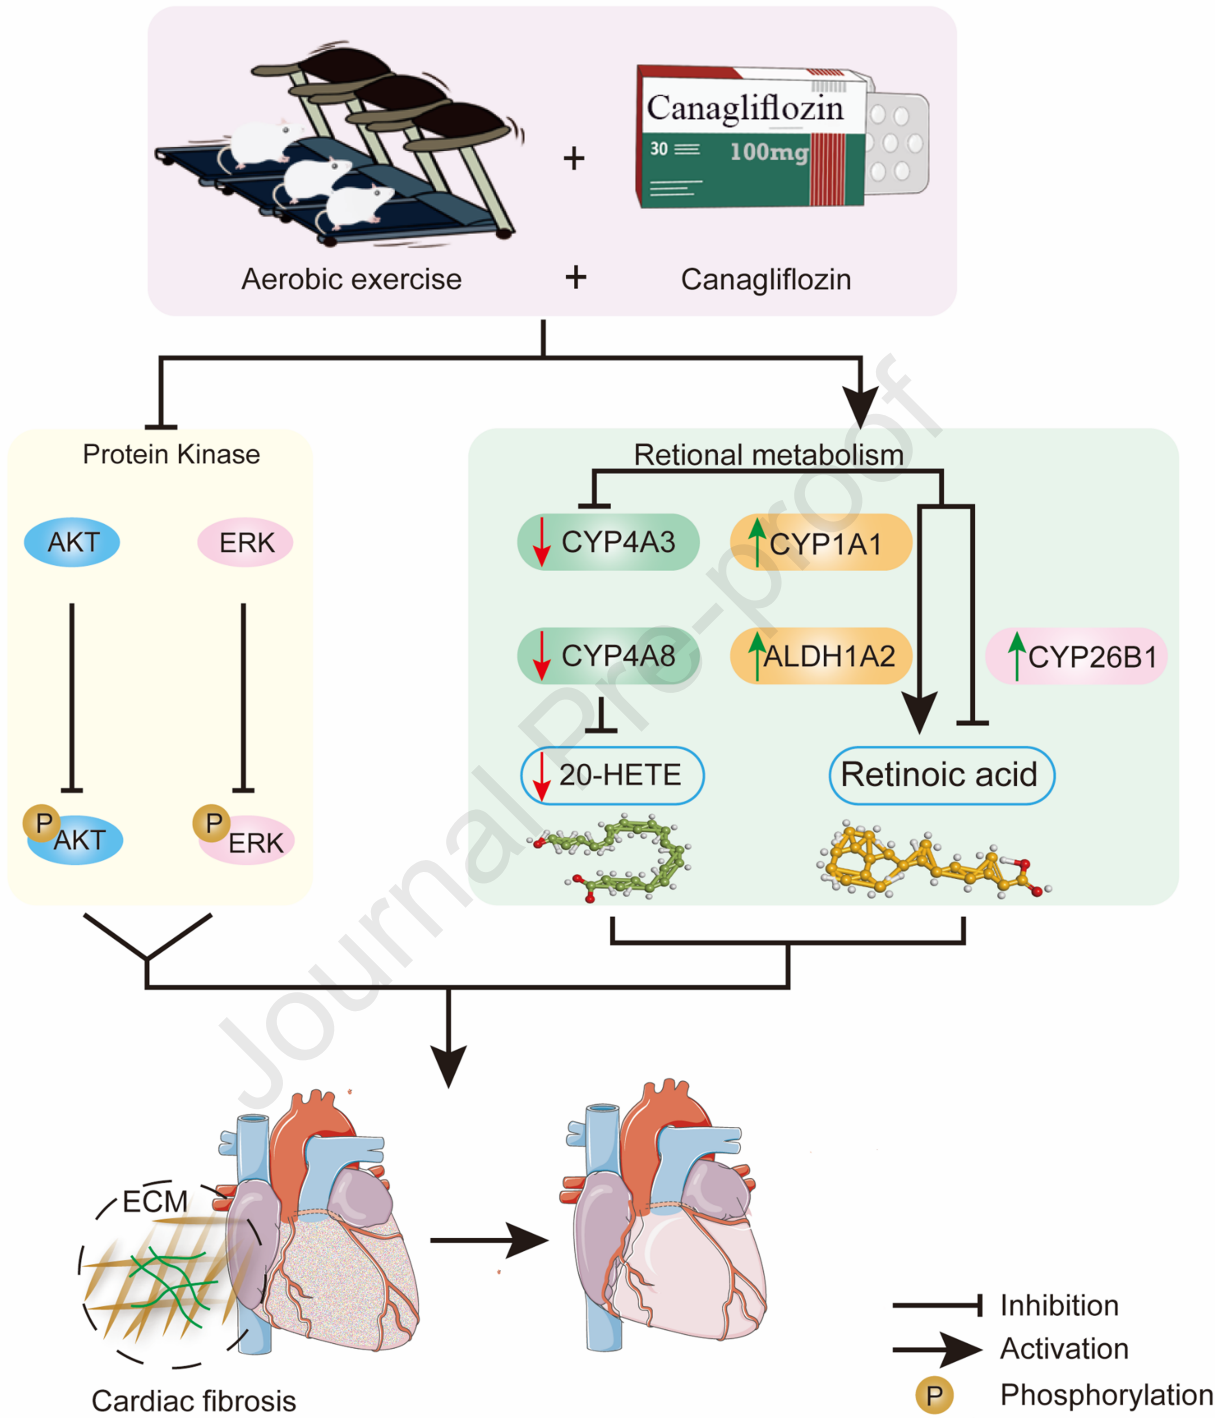 Canagliflozin
30
100mg
+
Aerobic exercise
+
Canagliflozin
Protein Kinase
Retional metabolism
AKT
ERK
CYP4A3
CYP1A1
CYP4A8
ALDH1A2
CYP26B1
20-HETE
Retinoic acid
P
AKT
P
ERK
Journal Pre-proof
ECM
Cardiac fibrosis
Inhibition
Activation
P
Phosphorylation